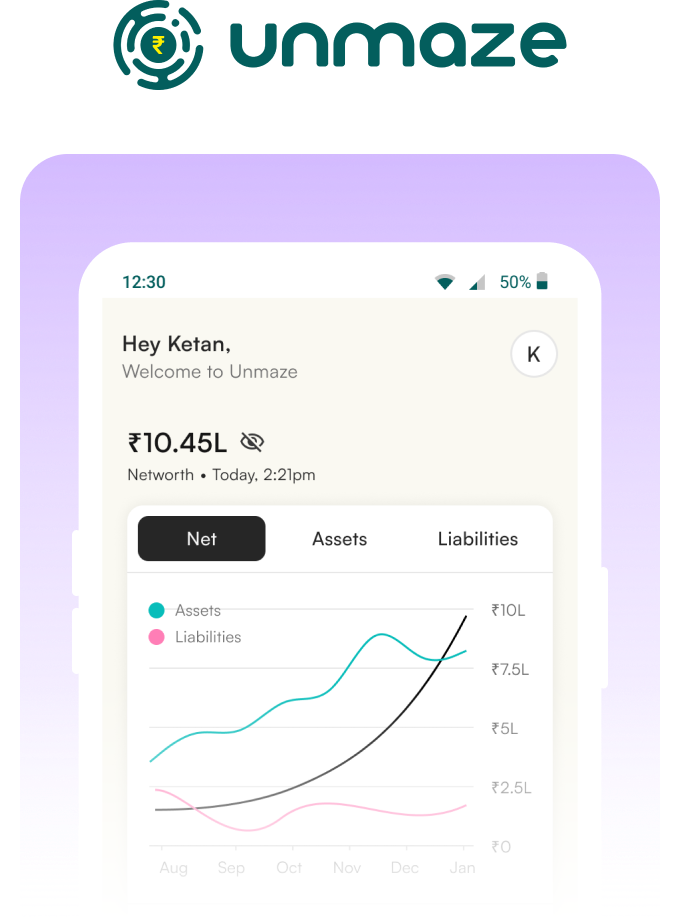 ₹ unmaze
12:30 50%
Hey Ketan,
K
Welcome to Unmaze
₹10.45L
Networth • Today, 2:21pm
Net Assets Liabilities
Assets
Liabilities
₹10L
₹7.5L
₹5L
₹2.5L
₹0
Aug Sep Oct Nov Dec Jan